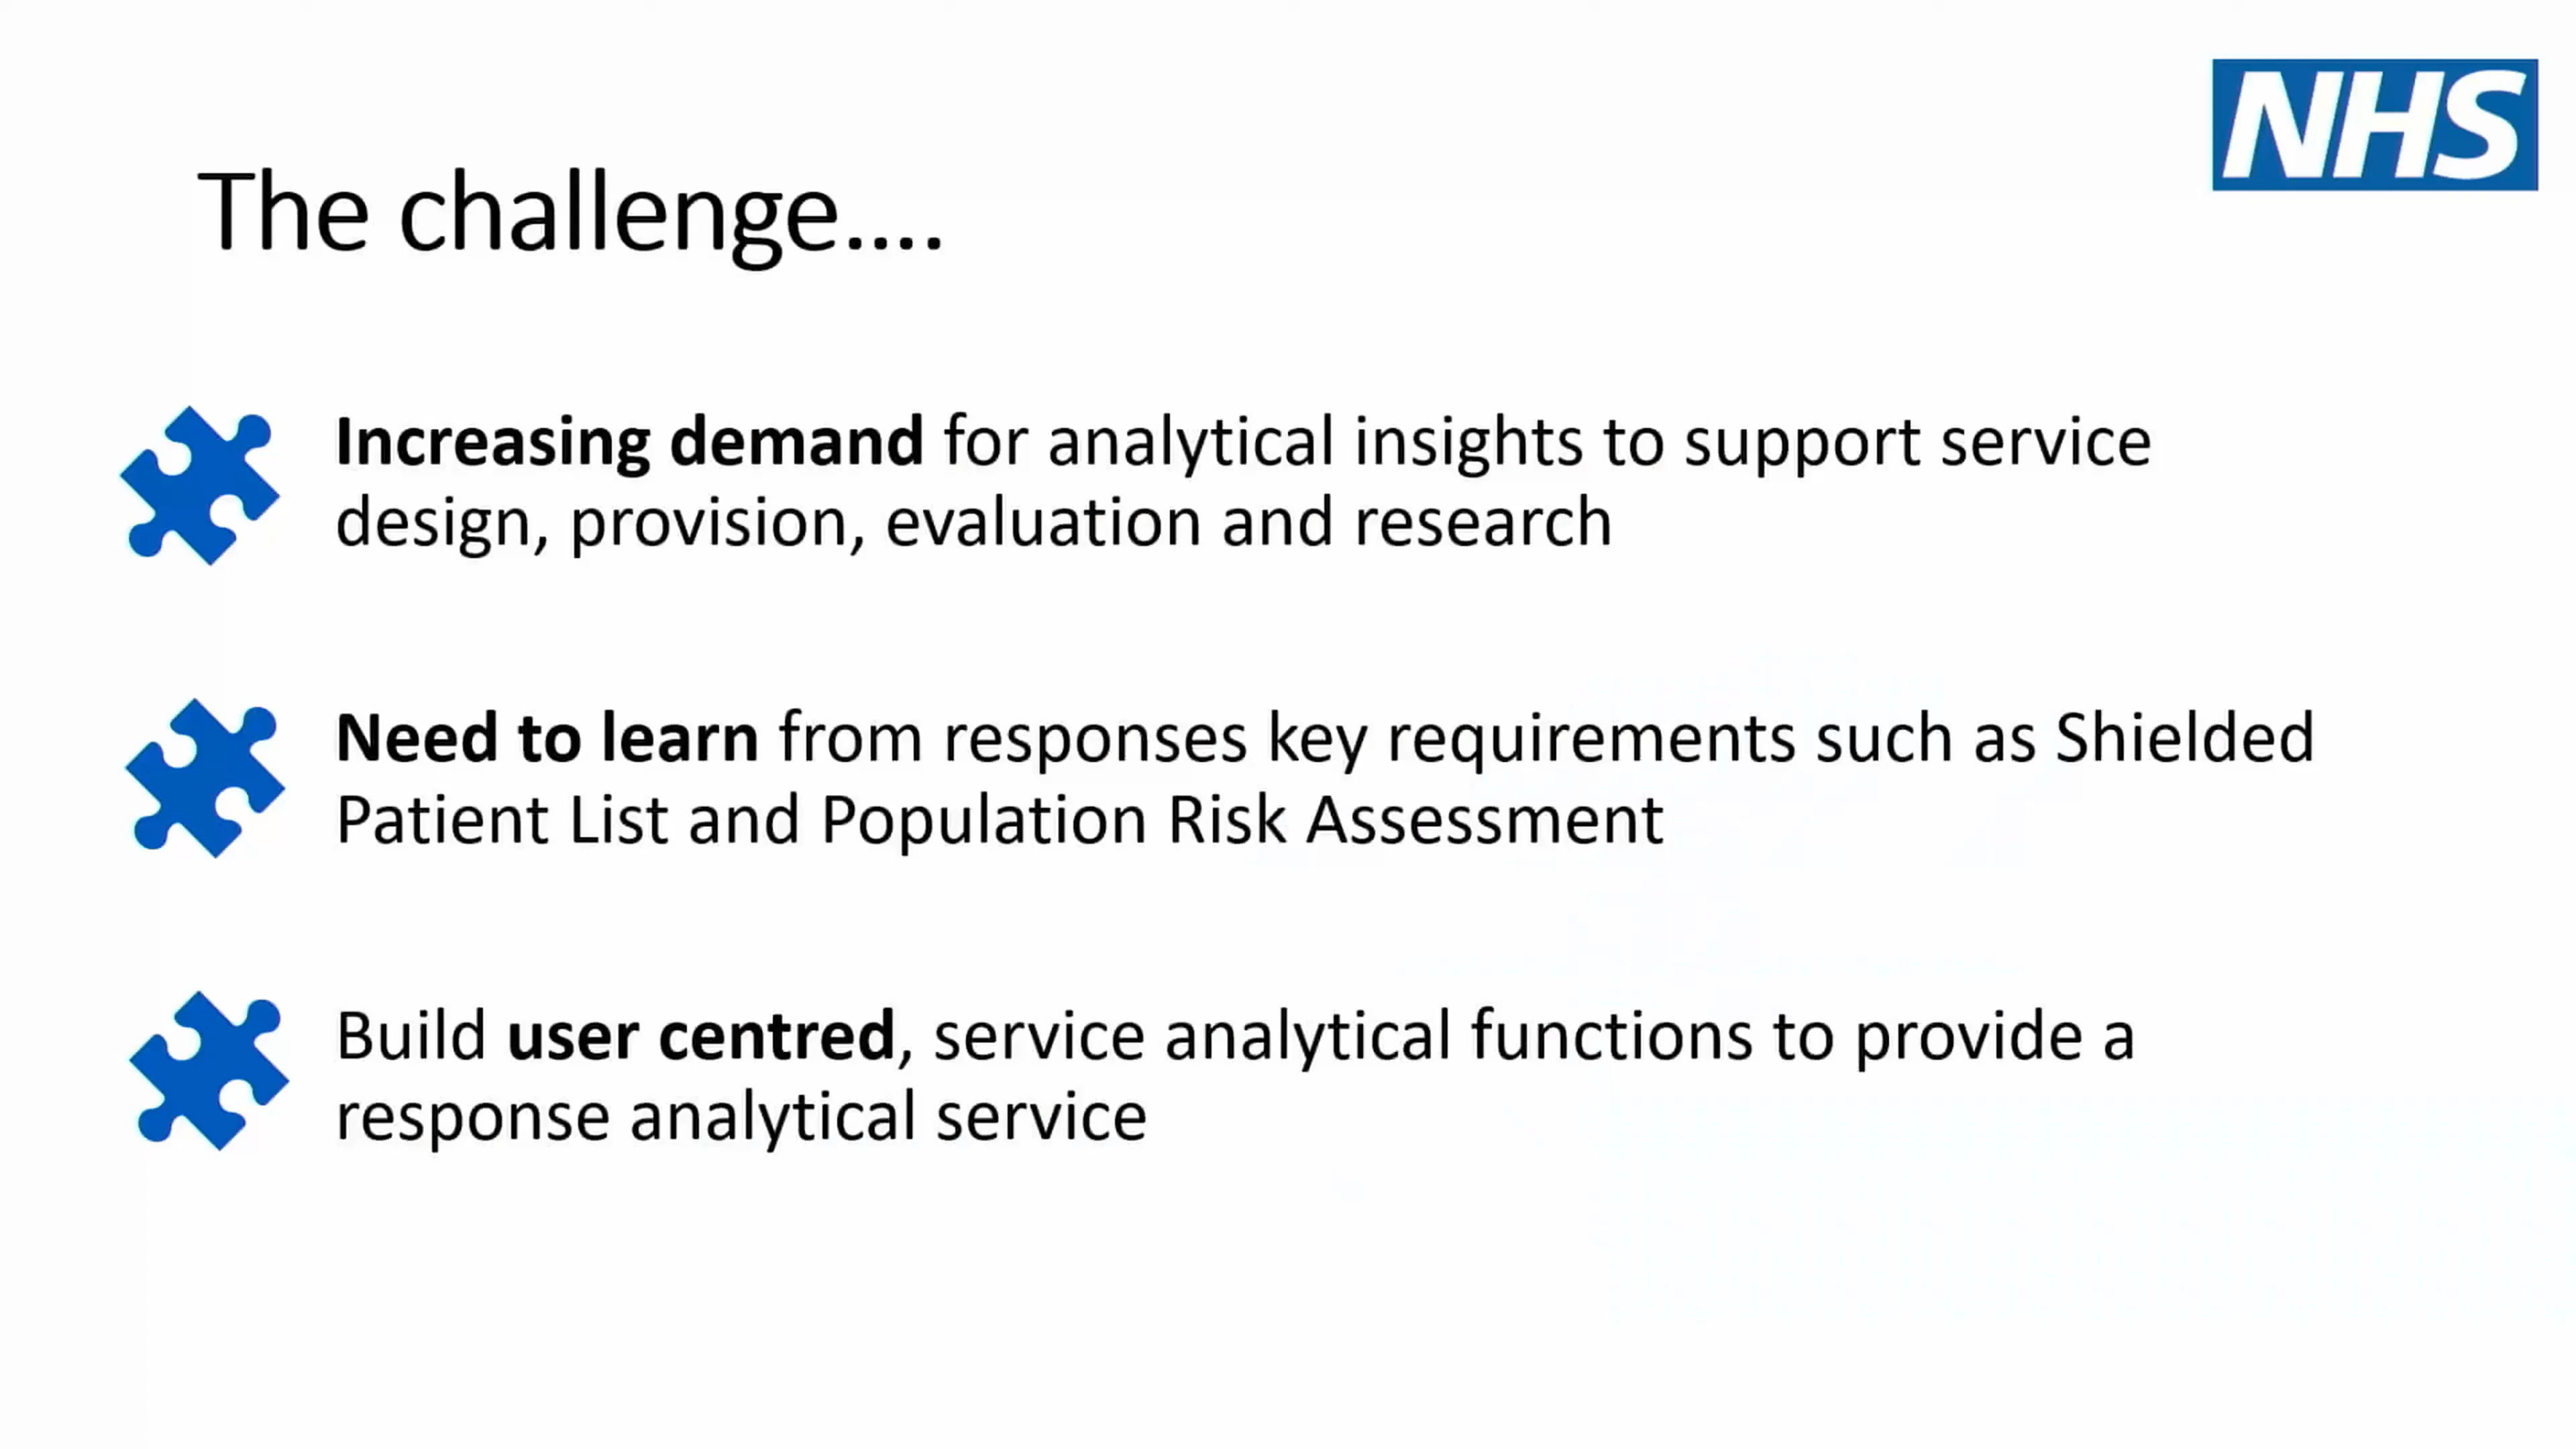 NHS
The challenge....
Increasing demand for analytical insights to support service
design, provision, evaluation and research
Need to learn from responses key requirements such as Shielded
Patient List and Population Risk Assessment
Build user centred, service analytical functions to provide a
response analytical service